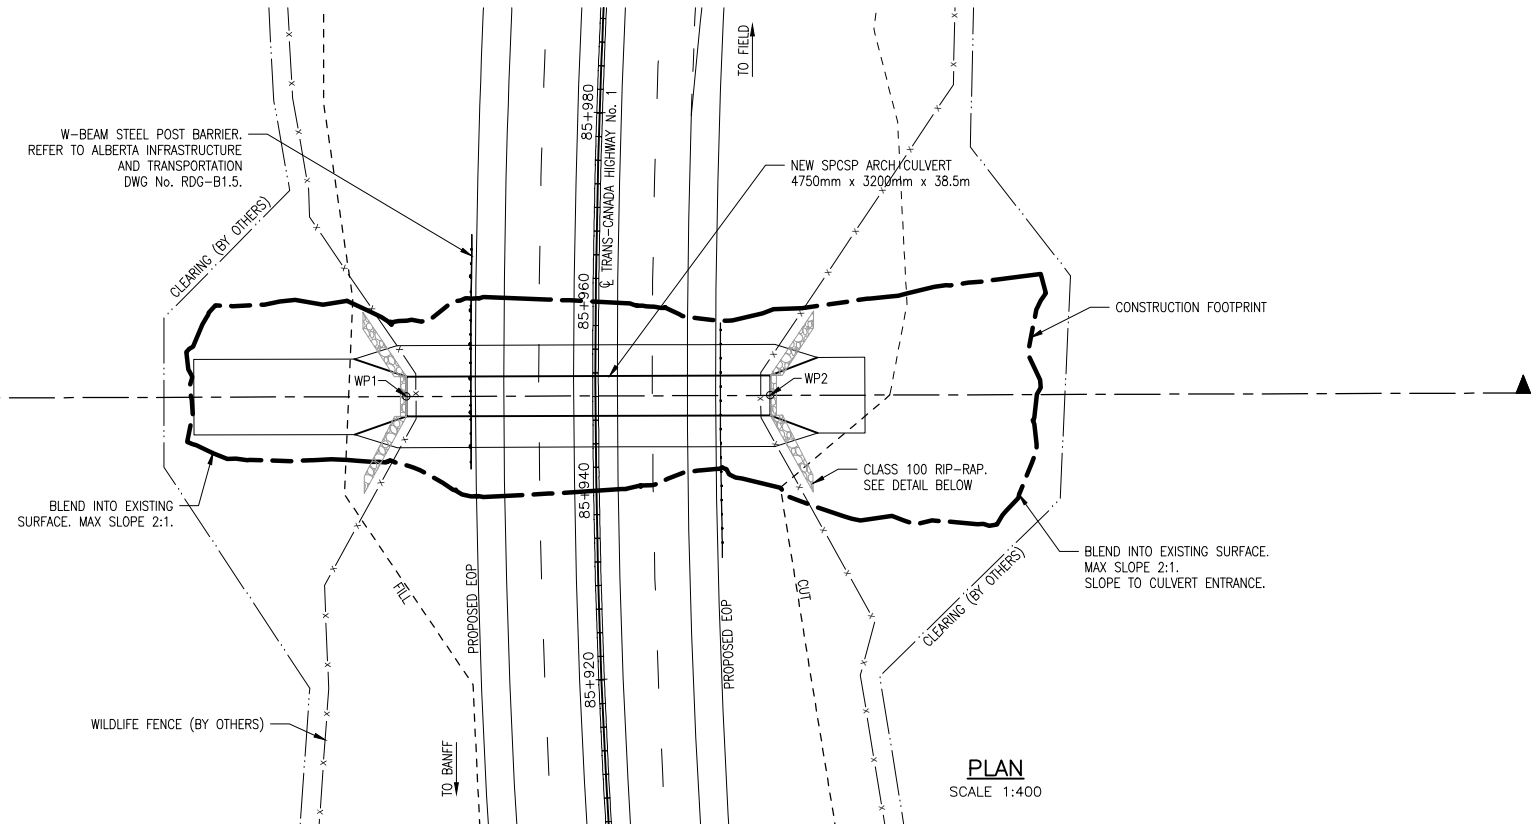 TO FIELD
85+980
TRANS-CANADA HIGHWAY No. 1
W-BEAM STEEL POST BARRIER.
REFER TO ALBERTA INFRASTRUCTURE
AND TRANSPORTATION
DWG No. RDG-B1.5.
NEW SPCSP ARCH CULVERT
4750mm x 3200mm x 38.5m
CLEARING (BY OTHERS)
85+960
CONSTRUCTION FOOTPRINT
WP1
WP2
CLASS 100 RIP-RAP.
SEE DETAIL BELOW
85+940
BLEND INTO EXISTING
SURFACE. MAX SLOPE 2:1.
BLEND INTO EXISTING SURFACE.
MAX SLOPE 2:1.
SLOPE TO CULVERT ENTRANCE.
FILL
PROPOSED EOP
CUT
PROPOSED EOP
CLEARING (BY OTHERS)
85+920
WILDLIFE FENCE (BY OTHERS)
TO BANFF
PLAN
SCALE 1:400